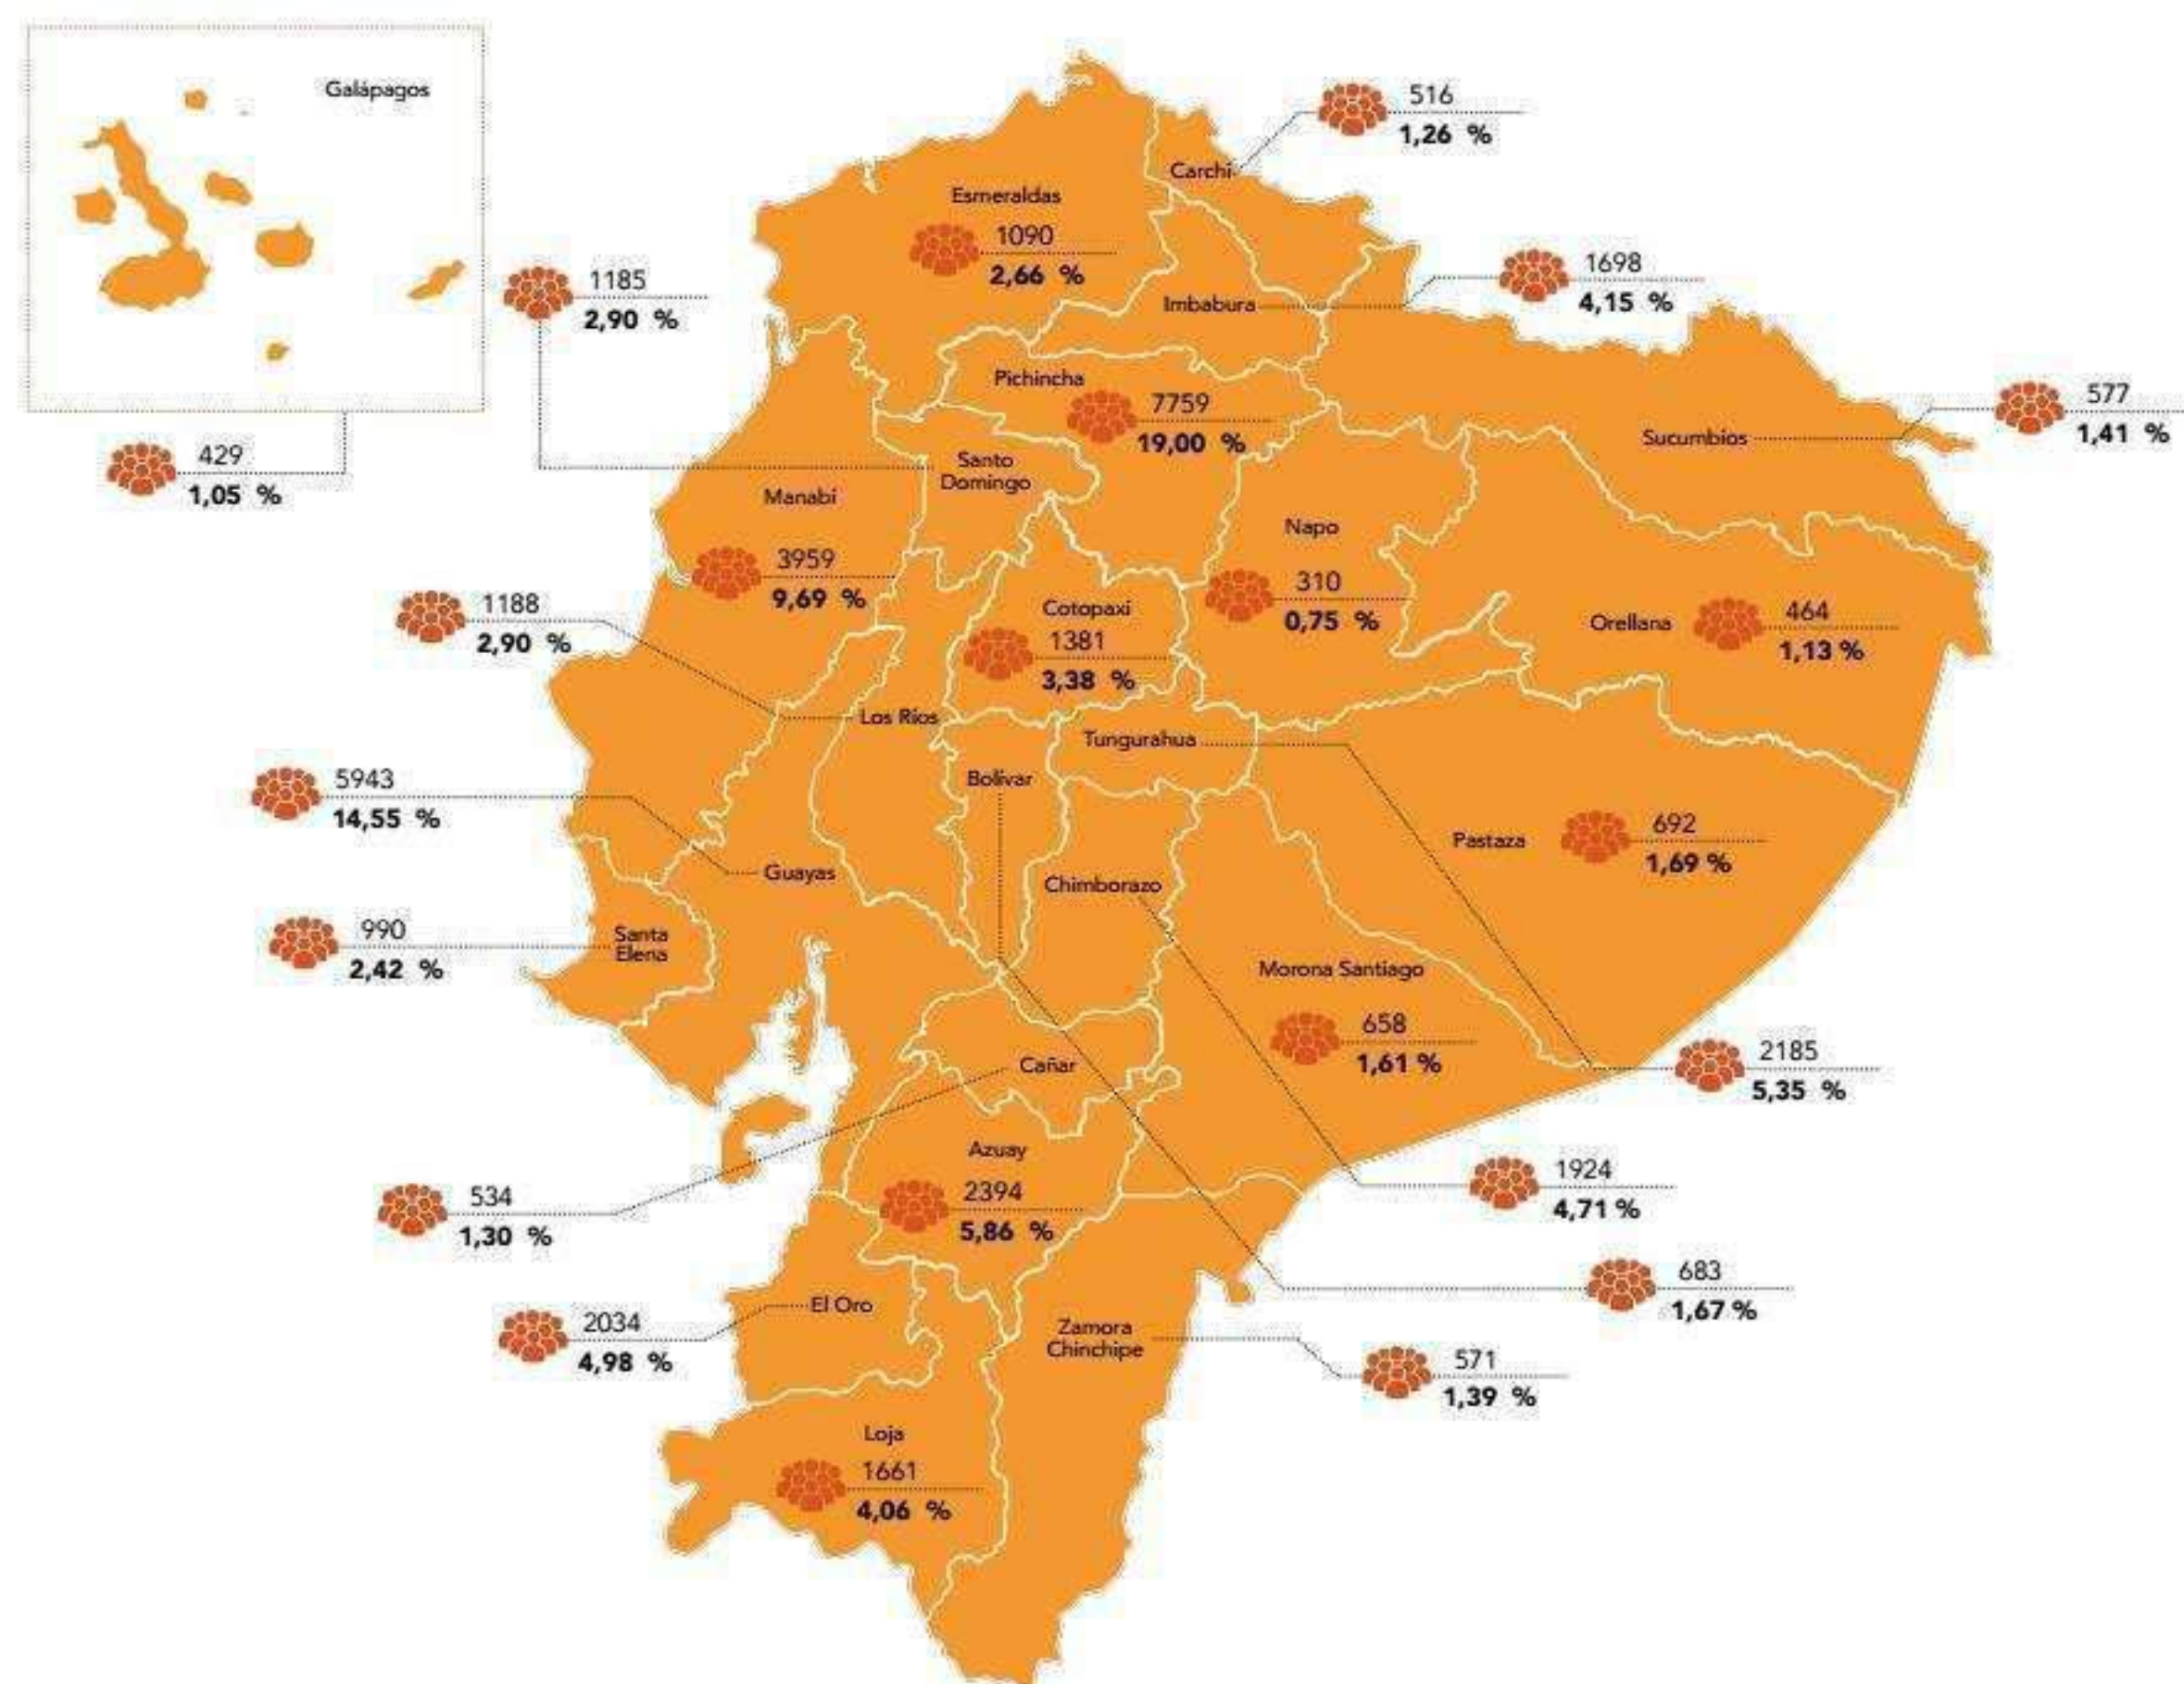 Galápagos
429
1,05 %
Carchi
516
1,26 %
Esmeraldas
1090
2,66 %
Imbabura
1698
4,15 %
1185
2,90 %
Santo
Domingo
Pichincha
7759
19,00 %
Sucumbios
577
1,41 %
Manabi
3959
9,69 %
Napo
310
0,75 %
Orellana
464
1,13 %
Cotopaxi
1381
3,38 %
1188
2,90 %
Los Ríos
Tungurahua
2185
5,35 %
Bolívar
683
1,67 %
5943
14,55 %
Guayas
Pastaza
692
1,69 %
Chimborazo
1924
4,71 %
990
2,42 %
Santa
Elena
Morona Santiago
658
1,61 %
Cañar
534
1,30 %
Azuay
2394
5,86 %
El Oro
2034
4,98 %
Zamora
Chinchipe
571
1,39 %
Loja
1661
4,06 %